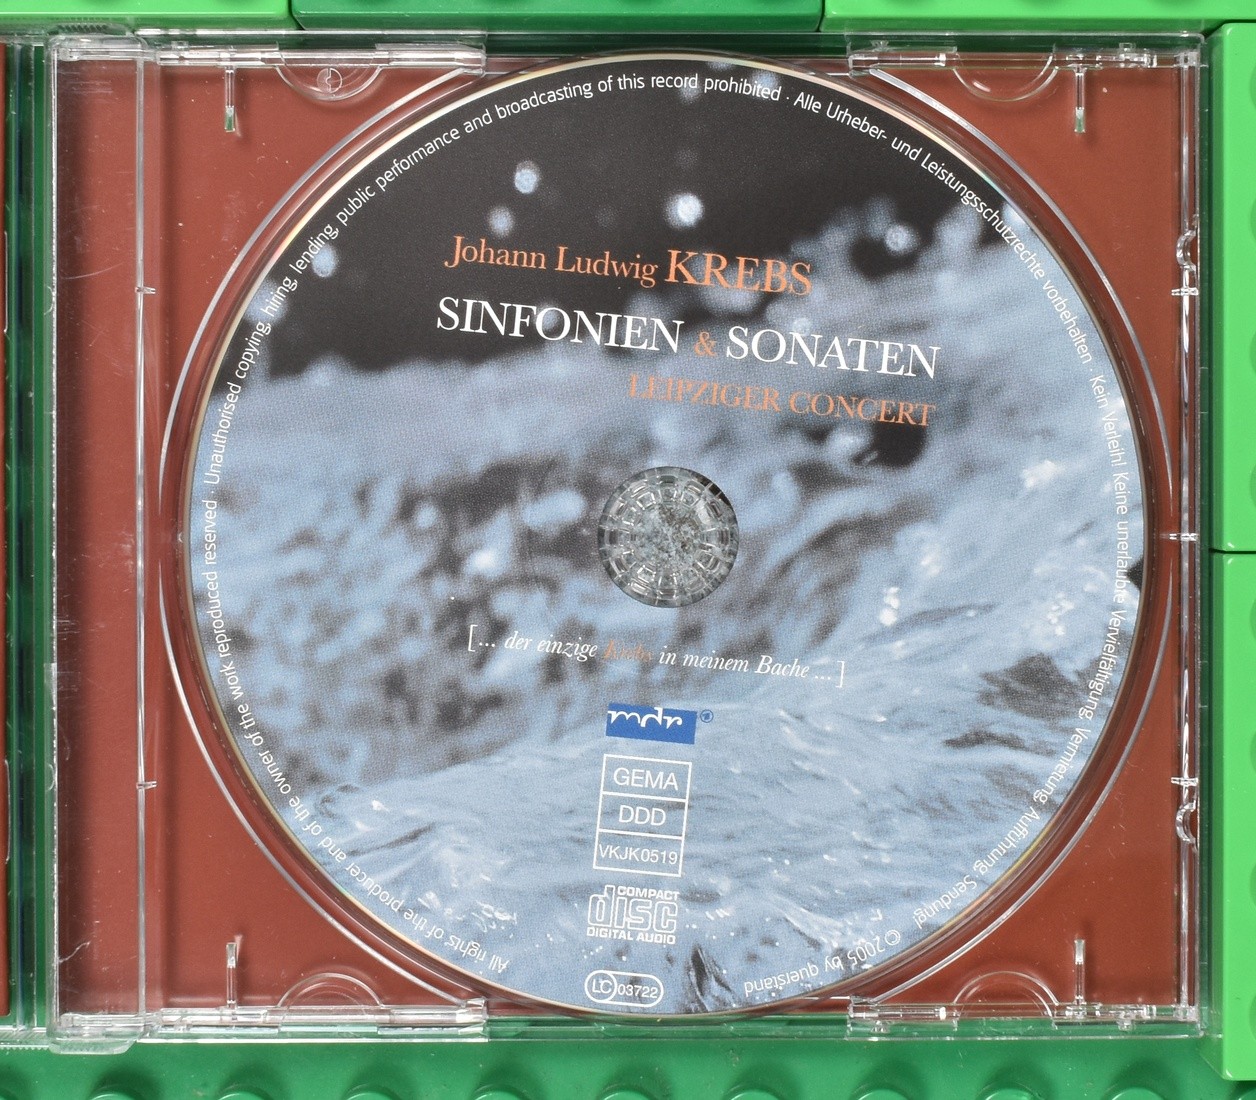 Johann Ludwig KREBS
SINFONIEN & SONATEN
LEIPZIGER CONCERT
[... der einzige Krebs in meinem Bache ...]
mdr
GEMA
DDD
VKJK0519
COMPACT
disc
DIGITAL AUDIO
LC 03722
All rights of the producer and of the owner of the work reproduced reserved · Unauthorised copying, hiring, lending, public performance and broadcasting of this record prohibited · Alle Urheber- und Leistungsschutzrechte vorbehalten · Kein Verleih! Keine unerlaubte Vervielfältigung, Vermietung, Aufführung, Sendung!
© 2005 by querstand